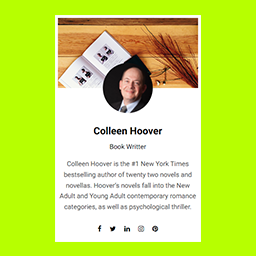 Colleen Hoover
Book Writter
Colleen Hoover is the #1 New York Times
bestselling author of twenty two novels and
novellas. Hoover's novels fall into the New
Adult and Young Adult contemporary romance
categories, as well as psychological thriller.